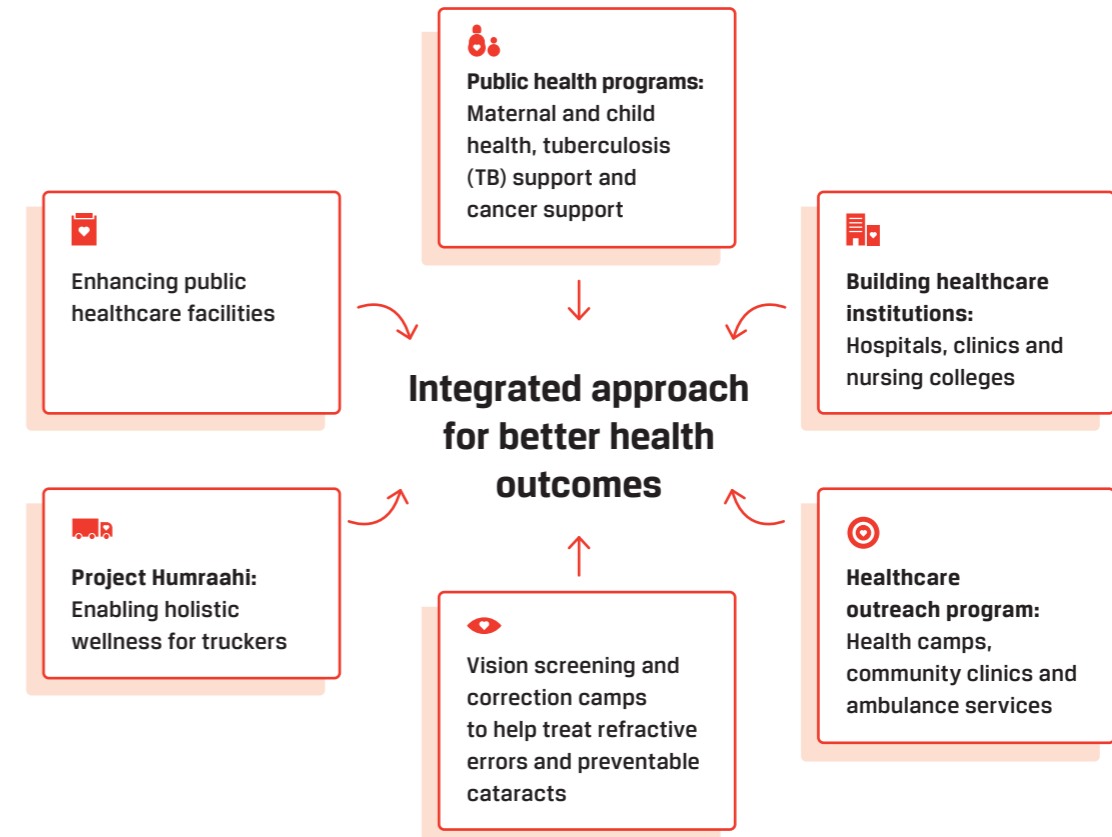 Public health programs:
Maternal and child
health, tuberculosis
(TB) support and
cancer support
Enhancing public
healthcare facilities
Building healthcare
institutions:
Hospitals, clinics and
nursing colleges
Integrated approach
for better health
outcomes
Project Humraahi:
Enabling holistic
wellness for truckers
Vision screening and
correction camps
to help treat refractive
errors and preventable
cataracts
Healthcare
outreach program:
Health camps,
community clinics and
ambulance services